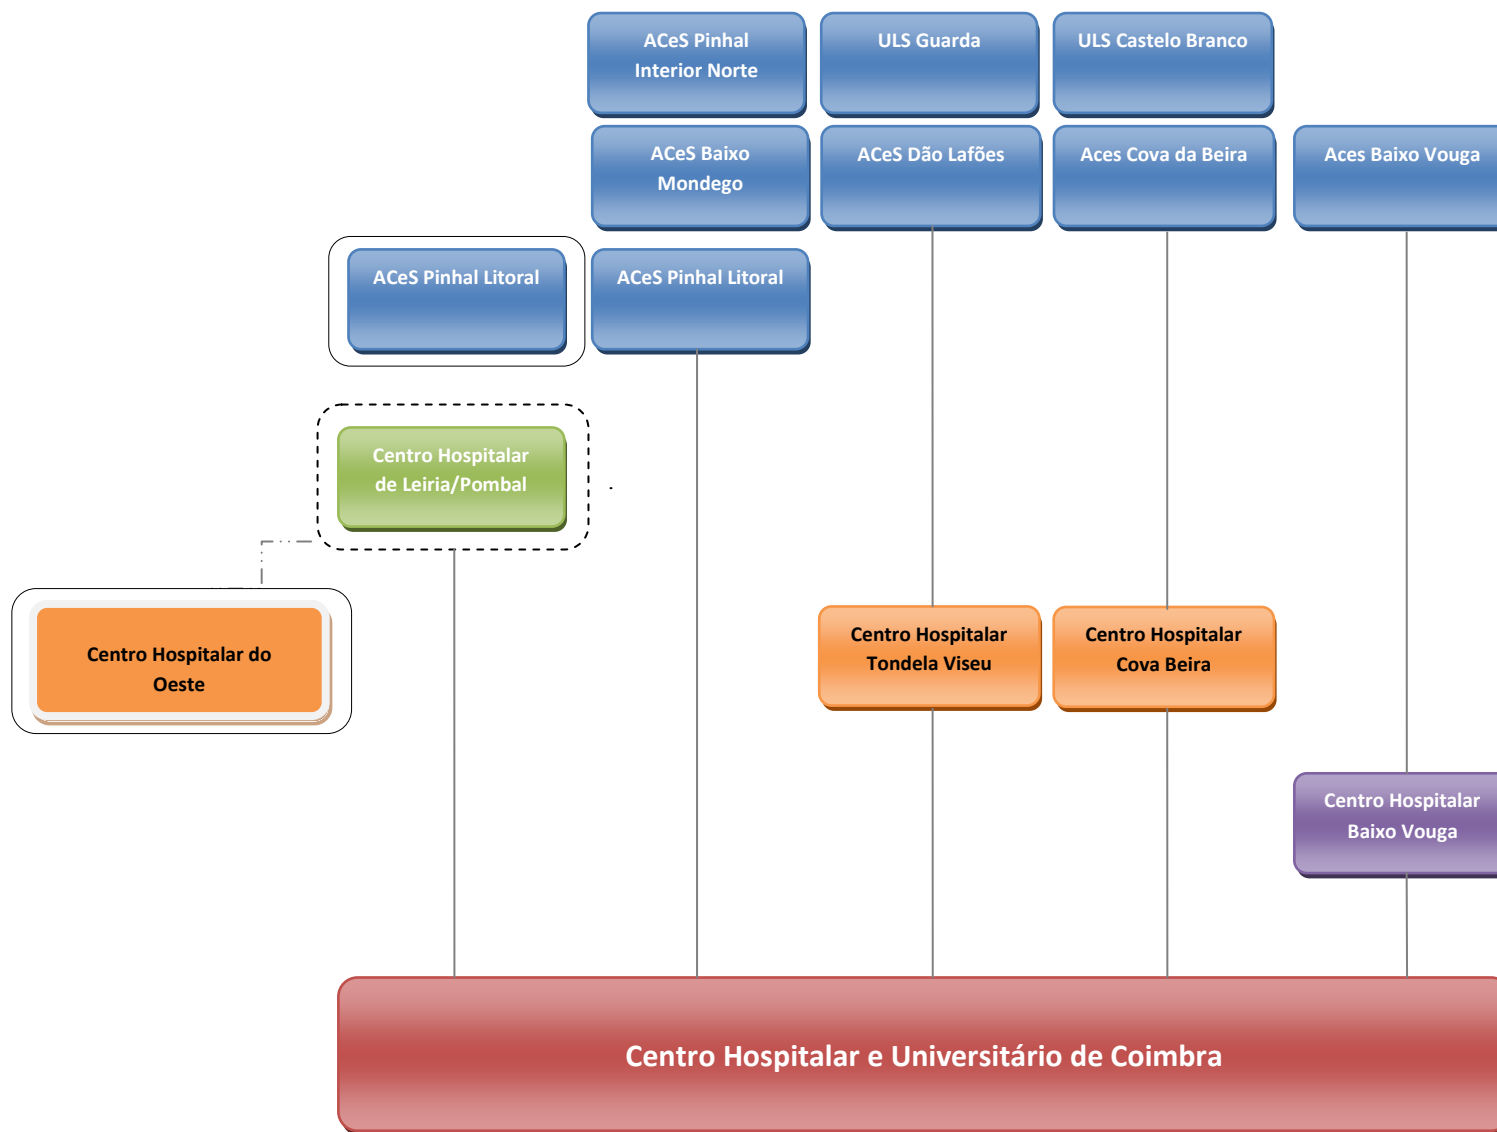 ACeS Pinhal
Interior Norte
ULS Guarda
ULS Castelo Branco
ACeS Baixo
Mondego
ACeS Dão Lafões
Aces Cova da Beira
Aces Baixo Vouga
ACeS Pinhal Litoral
ACeS Pinhal Litoral
Centro Hospitalar
de Leiria/Pombal
.
Centro Hospitalar do
Oeste
Centro Hospitalar
Tondela Viseu
Centro Hospitalar
Cova Beira
Centro Hospitalar
Baixo Vouga
Centro Hospitalar e Universitário de Coimbra